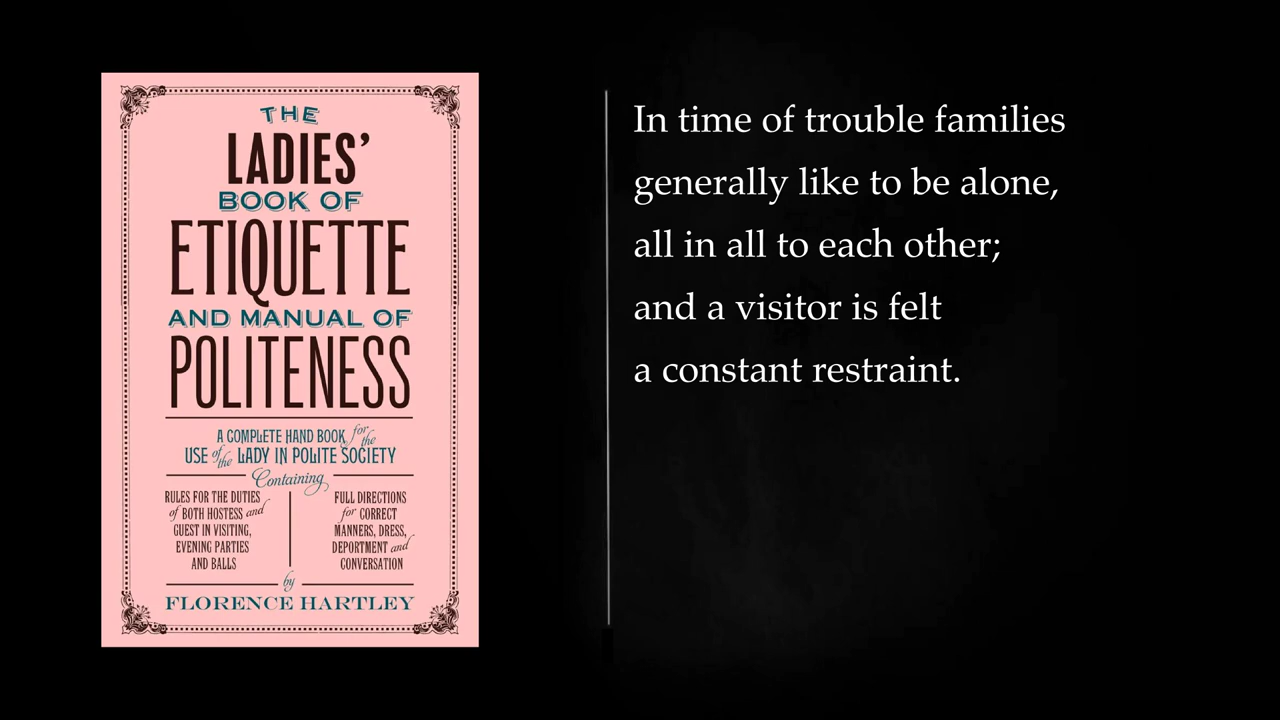 THE
LADIES'
BOOK OF
ETIQUETTE
AND MANUAL OF
POLITENESS
A COMPLETE HAND BOOK for the
USE of the LADY IN POLITE SOCIETY
Containing
RULES FOR THE DUTIES
of BOTH HOSTESS and
GUEST IN VISITING,
EVENING PARTIES
AND BALLS
FULL DIRECTIONS
for CORRECT
MANNERS, DRESS,
DEPORTMENT and
CONVERSATION
by
FLORENCE HARTLEY
In time of trouble families
generally like to be alone,
all in all to each other;
and a visitor is felt
a constant restraint.